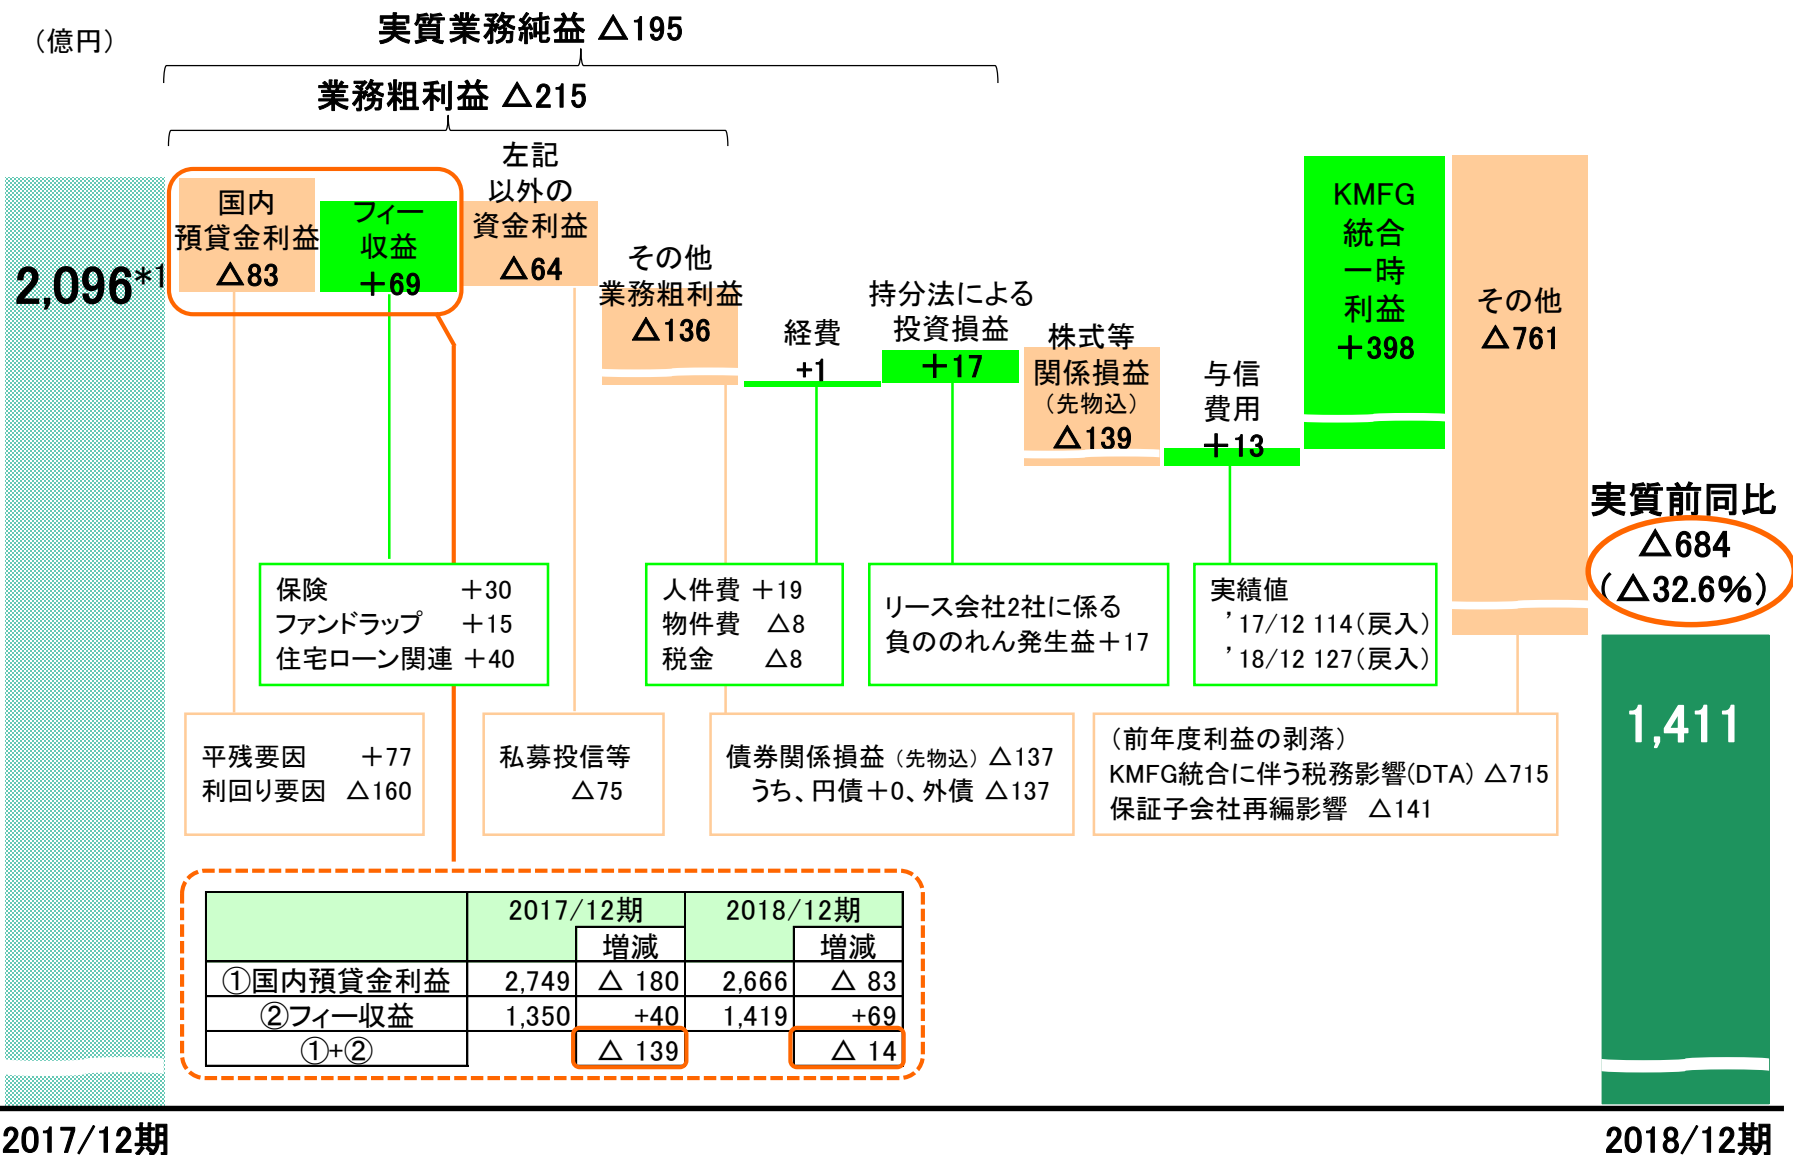 （億円）
実質業務純益 △195
業務粗利益 △215
2,096*1
国内
預貸金利益
△83
フィー
収益
＋69
左記
以外の
資金利益
△64
その他
業務粗利益
△136
経費
+1
持分法による
投資損益
＋17
株式等
関係損益
（先物込）
△139
与信
費用
＋13
KMFG
統合
一時
利益
＋398
その他
△761
実質前同比
△684
（△32.6%）
1,411
保険 ＋30
ファンドラップ ＋15
住宅ローン関連 ＋40
人件費 ＋19
物件費 △8
税金 △8
リース会社2社に係る
負ののれん発生益＋17
実績値
’17/12 114（戻入）
’18/12 127（戻入）
平残要因 ＋77
利回り要因 △160
私募投信等
△75
債券関係損益（先物込）△137
うち、円債＋0、外債 △137
（前年度利益の剥落）
KMFG統合に伴う税務影響(DTA) △715
保証子会社再編影響 △141
2017/12期 2018/12期
増減 増減
①国内預貸金利益 2,749 △ 180 2,666 △ 83
②フィー収益 1,350 +40 1,419 +69
①+② △ 139 △ 14
2017/12期
2018/12期